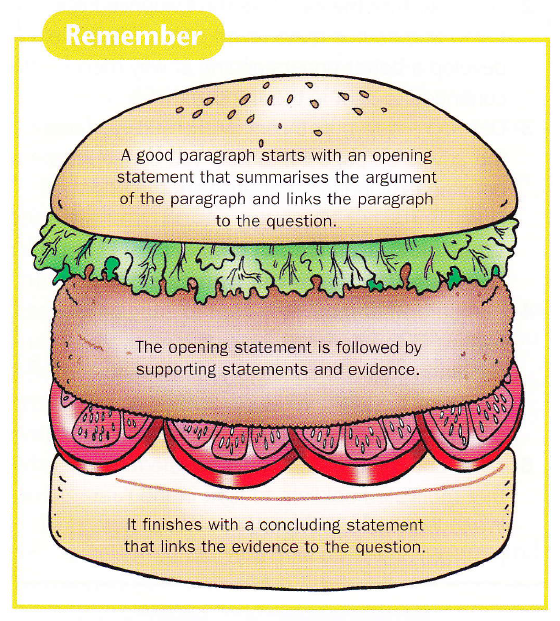 Remember
A good paragraph starts with an opening
statement that summarises the argument
of the paragraph and links the paragraph
to the question.
The opening statement is followed by
supporting statements and evidence.
It finishes with a concluding statement
that links the evidence to the question.